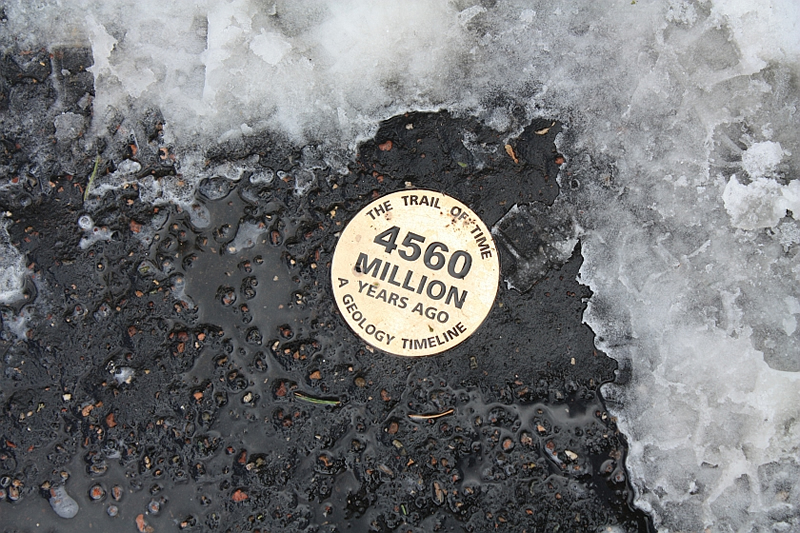 THE TRAIL OF TIME
4560
MILLION
YEARS AGO
A GEOLOGY TIMELINE